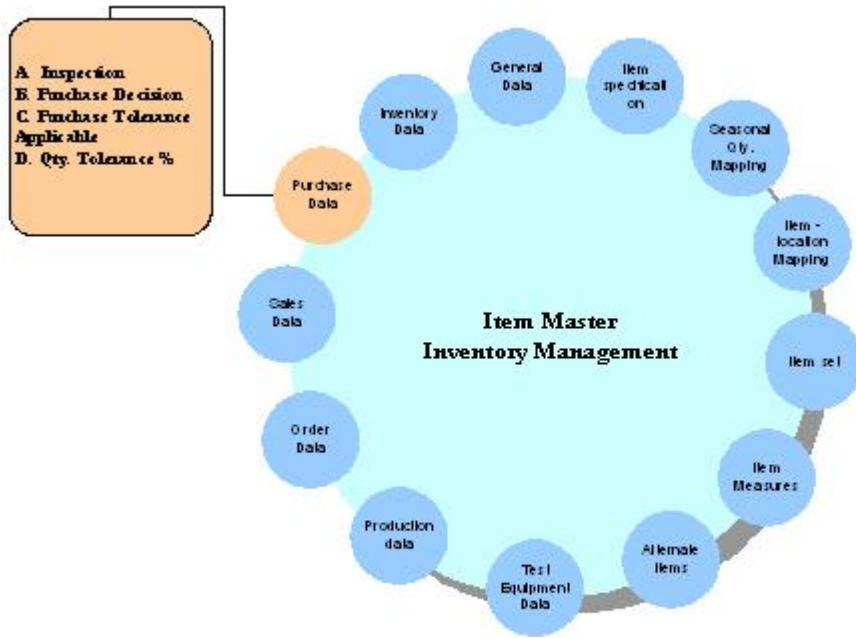 A. Inspection
B. Purchase Decision
C. Purchase Tolerance
Applicable
D. Qty. Tolerance %
General
Data
Item
specificati
on
Seasonal
Qty.
Mapping
Item -
location
Mapping
Item set
Item
Measures
Alternate
Items
Test
Equipment
Data
Production
data
Order
Data
Sales
Data
Purchase
Data
Inventory
Data
Item Master
Inventory Management